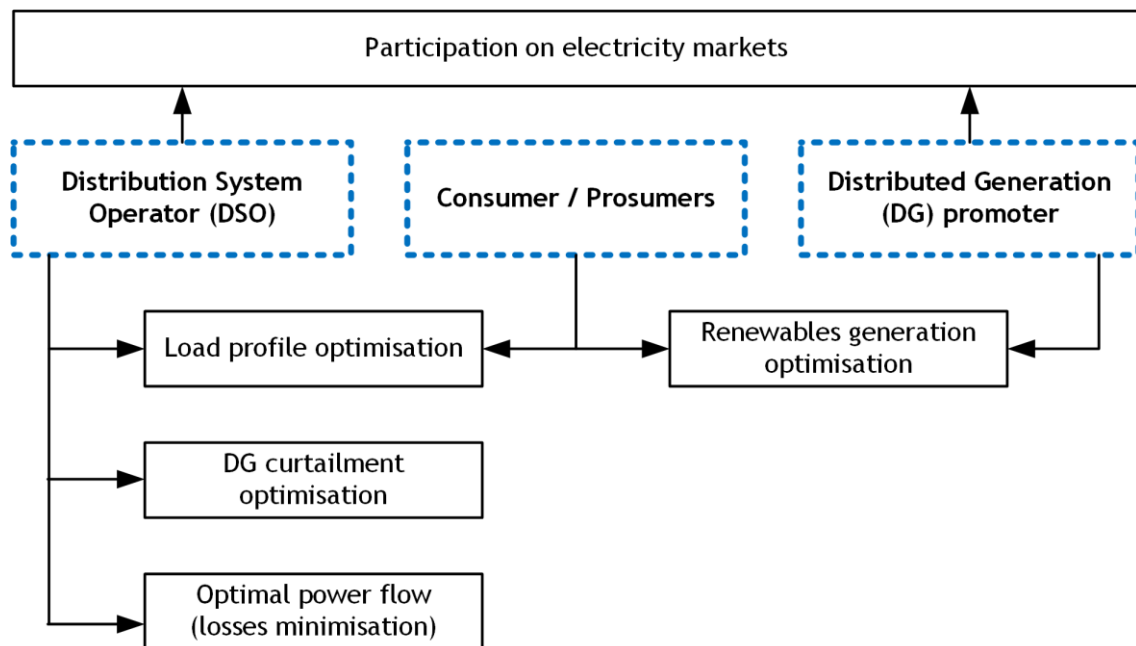 Participation on electricity markets
Distribution System
Operator (DSO)
Consumer / Prosumers
Distributed Generation
(DG) promoter
Load profile optimisation
Renewables generation
optimisation
DG curtailment
optimisation
Optimal power flow
(losses minimisation)